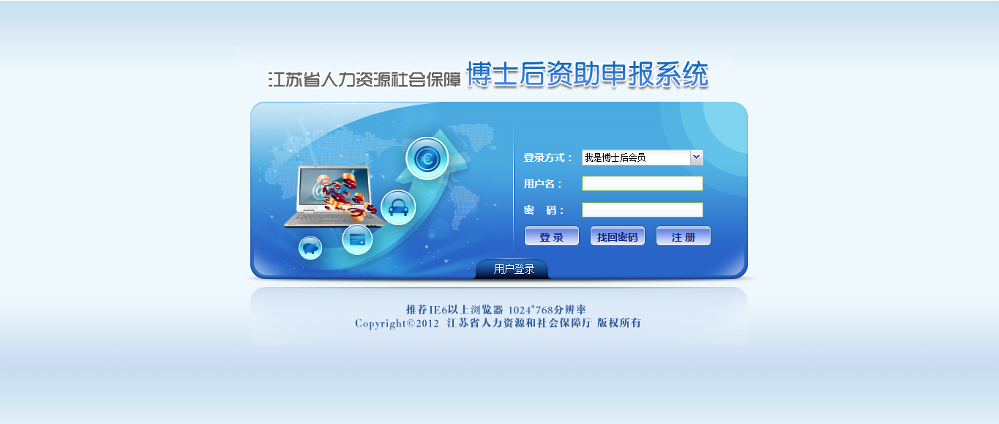 江苏省人力资源社会保障 博士后资助申报系统
登录方式： 我是博士后会员
用户名：
密 码：
登 录 找回密码 注 册
用户登录
推荐IE6以上浏览器 1024*768分辨率
Copyright©2012 江苏省人力资源和社会保障厅 版权所有